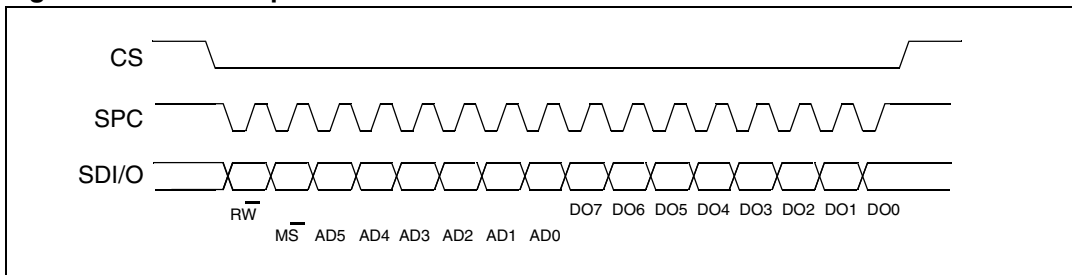 CS
SPC
SDI/O
RW̅
DO7 DO6 DO5 DO4 DO3 DO2 DO1 DO0
MS̅ AD5 AD4 AD3 AD2 AD1 AD0